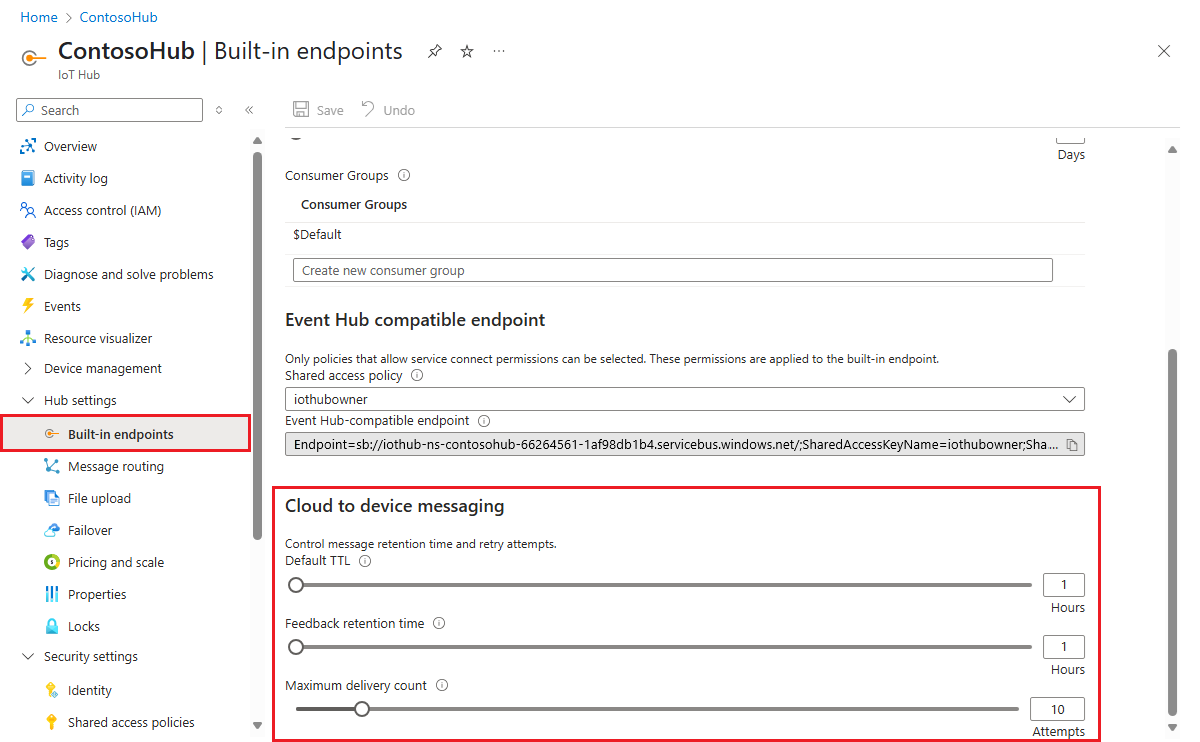 Home > ContosoHub
ContosoHub | Built-in endpoints
IoT Hub
Search
Save
Undo
Overview
Activity log
Access control (IAM)
Tags
Diagnose and solve problems
Events
Resource visualizer
Device management
Hub settings
Built-in endpoints
Message routing
File upload
Failover
Pricing and scale
Properties
Locks
Security settings
Identity
Shared access policies
Days
Consumer Groups
Consumer Groups
$Default
Create new consumer group
Event Hub compatible endpoint
Only policies that allow service connect permissions can be selected. These permissions are applied to the built-in endpoint.
Shared access policy
iothubowner
Event Hub-compatible endpoint
Endpoint=sb://iothub-ns-contosohub-66264561-1af98db1b4.servicebus.windows.net/;SharedAccessKeyName=iothubowner;Sha...
Cloud to device messaging
Control message retention time and retry attempts.
Default TTL
1
Hours
Feedback retention time
1
Hours
Maximum delivery count
10
Attempts